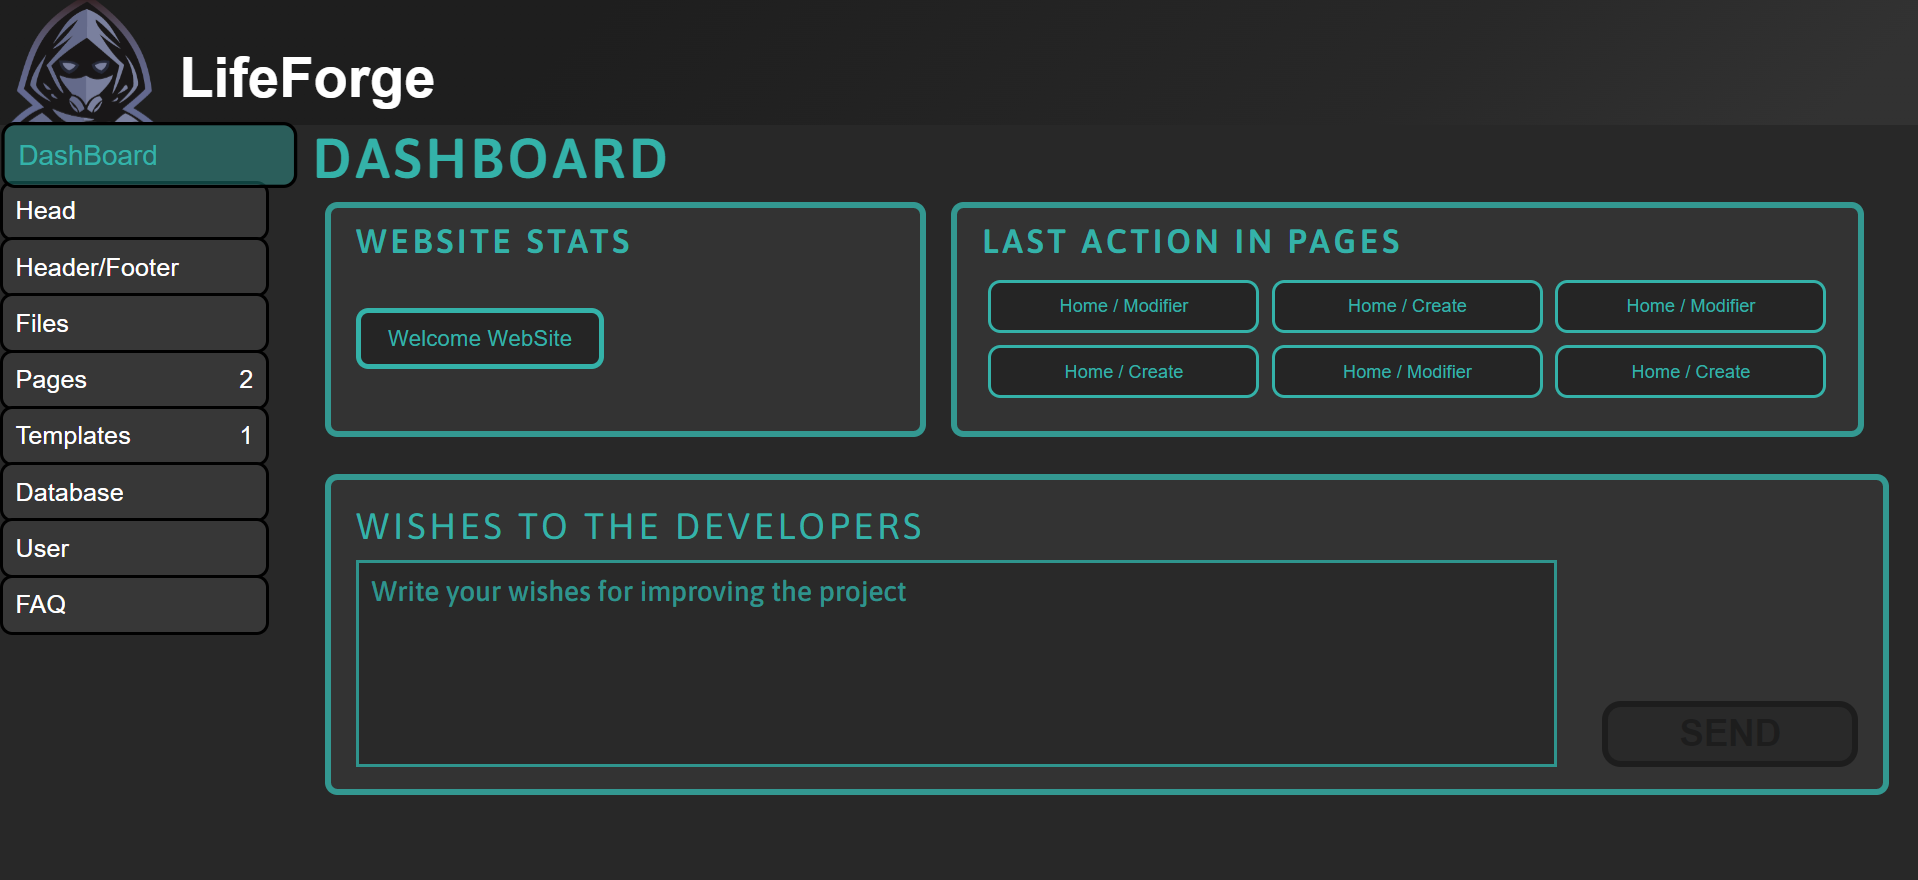 LifeForge
DashBoard
Head
Header/Footer
Files
Pages 2
Templates 1
Database
User
FAQ
DASHBOARD
WEBSITE STATS
Welcome WebSite
LAST ACTION IN PAGES
Home / Modifier Home / Create Home / Modifier
Home / Create Home / Modifier Home / Create
WISHES TO THE DEVELOPERS
Write your wishes for improving the project
SEND